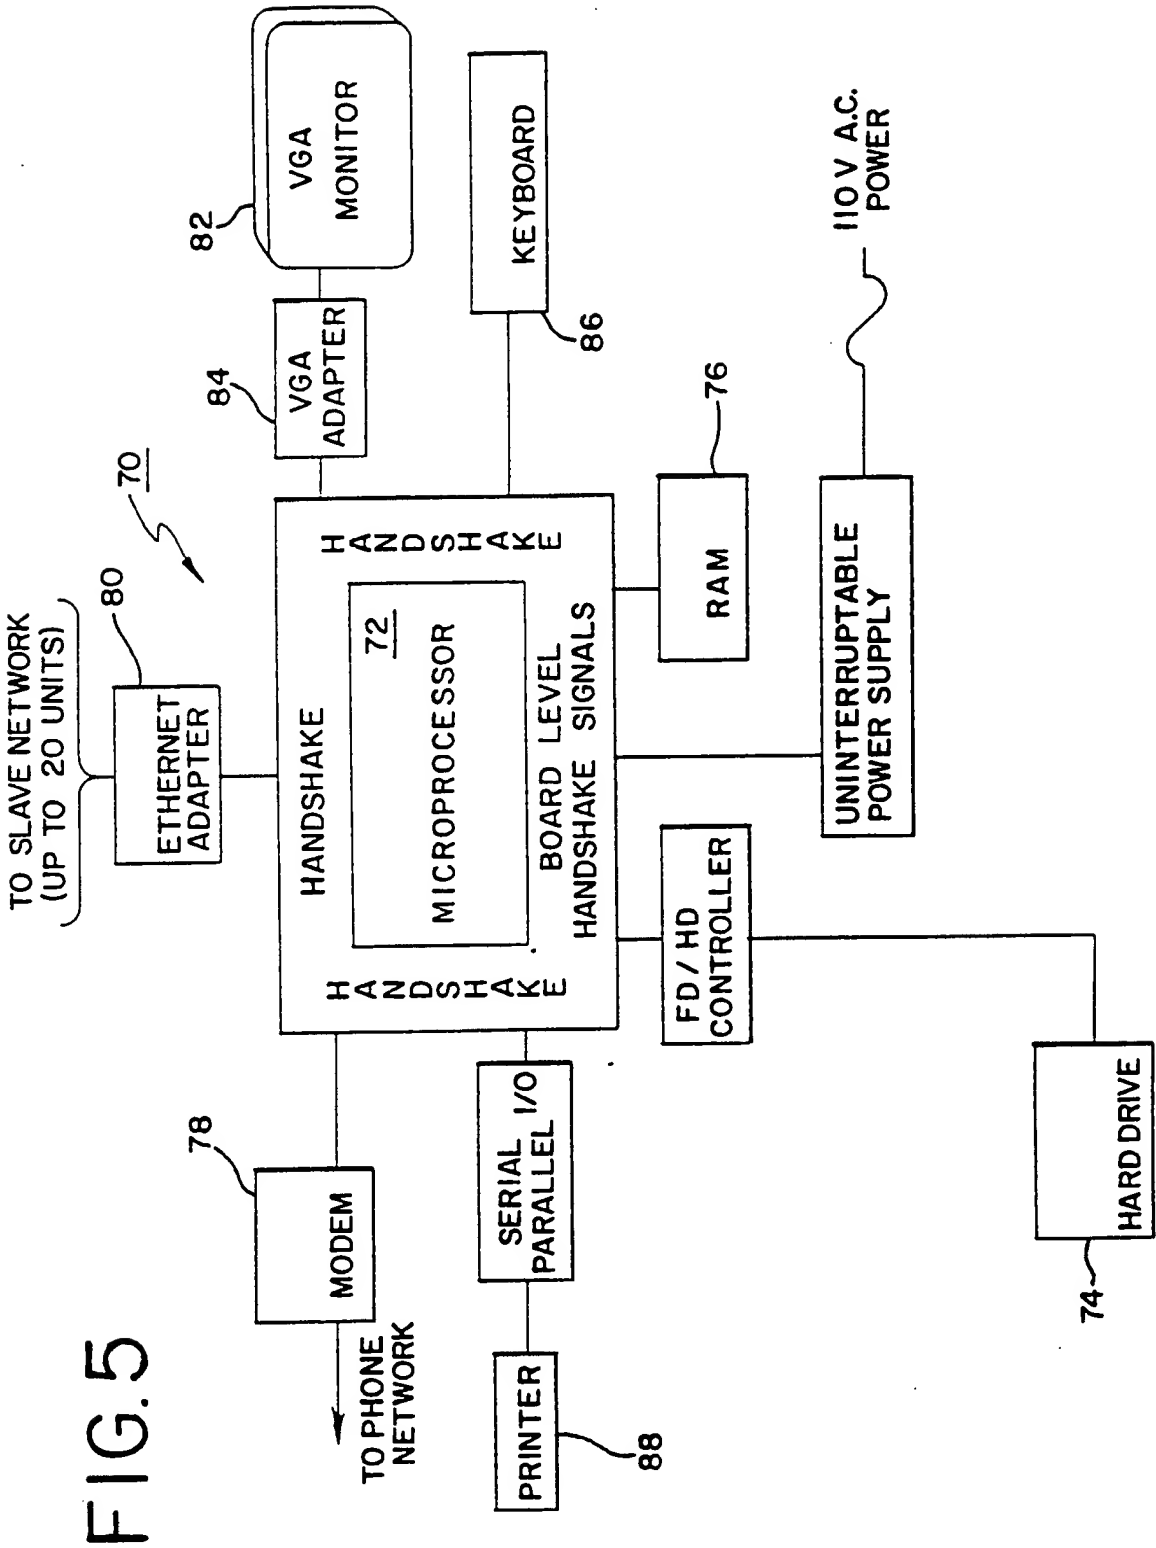 FIG. 5
TO SLAVE NETWORK
(UP TO 20 UNITS)
70
ETHERNET
ADAPTER
80
78
MODEM
TO PHONE
NETWORK
HANDSHAKE
HANDSHAKE
HANDSHAKE
72
MICROPROCESSOR
BOARD LEVEL
HANDSHAKE SIGNALS
84
VGA
ADAPTER
82
VGA
MONITOR
KEYBOARD
86
SERIAL I/O
PARALLEL
PRINTER
88
FD/HD
CONTROLLER
RAM
76
UNINTERRUPTABLE
POWER SUPPLY
110V A.C.
POWER
HARD DRIVE
74